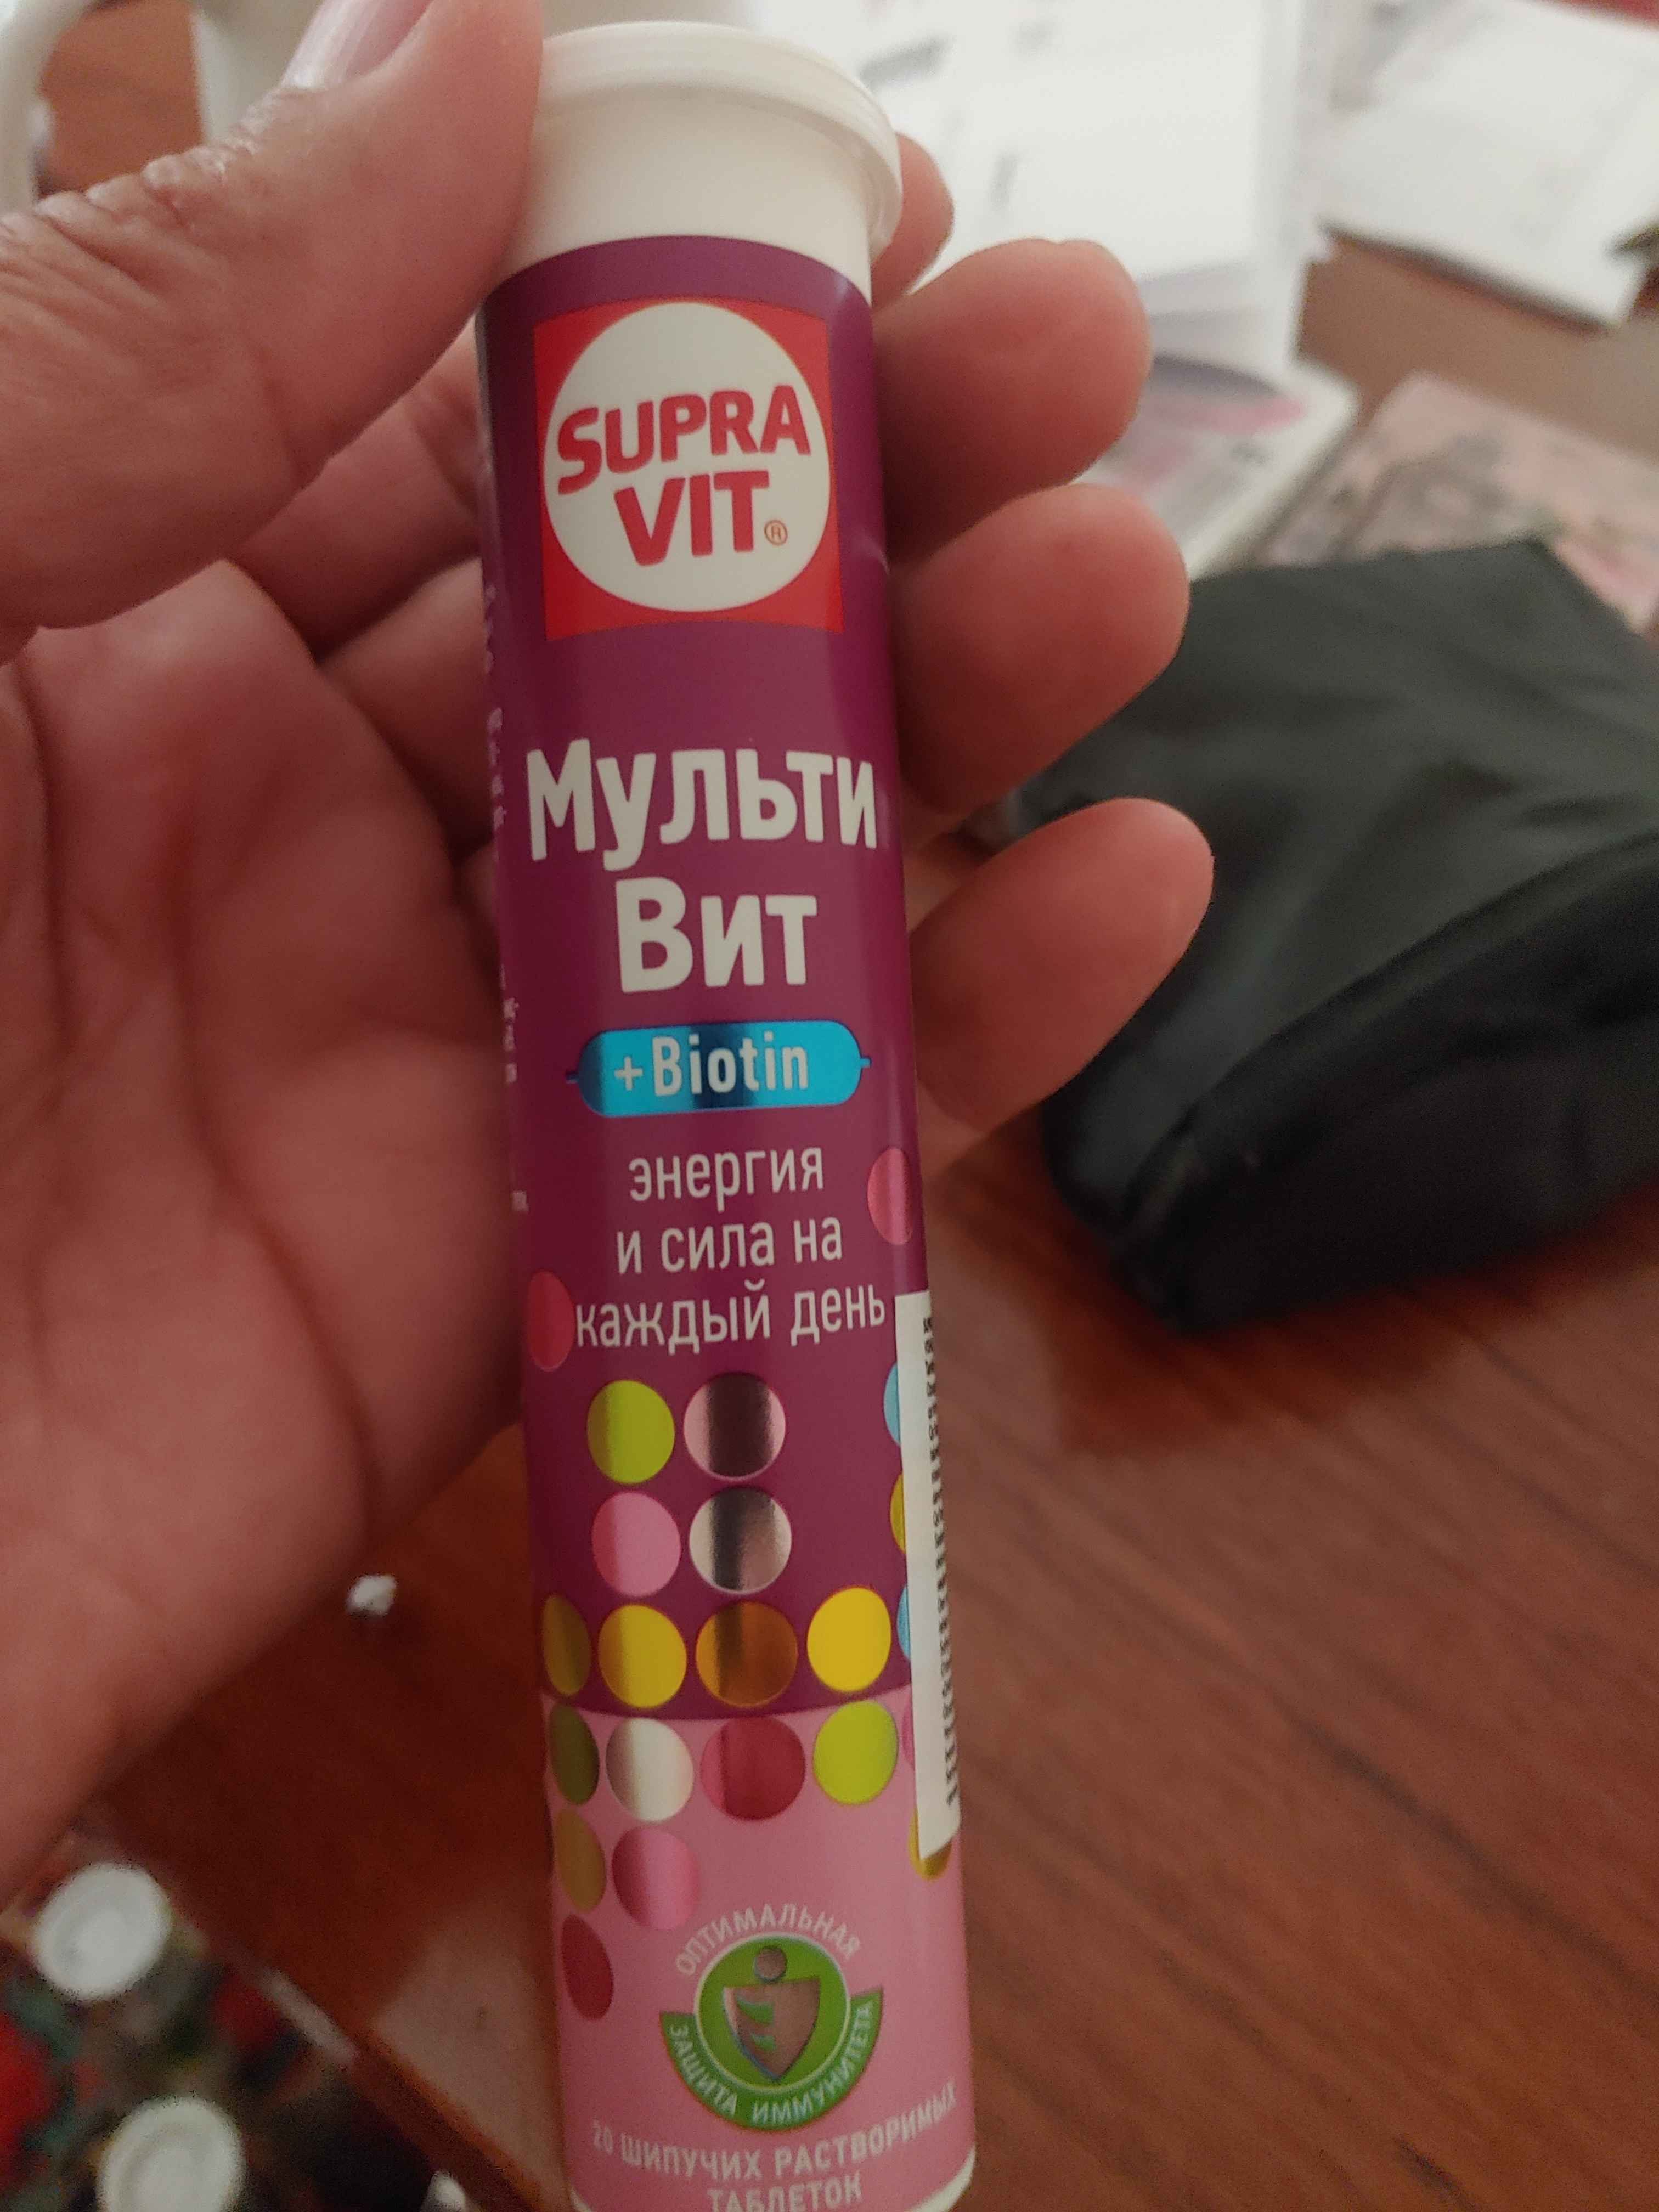 SUPRA
VIT®
Мульти
Вит
+Biotin
энергия
и сила на
каждый день
ОПТИМАЛЬНАЯ
ЗАЩИТА ИММУНИТЕТА
20 ШИПУЧИХ РАСТВОРИМЫХ
ТАБЛЕТОК